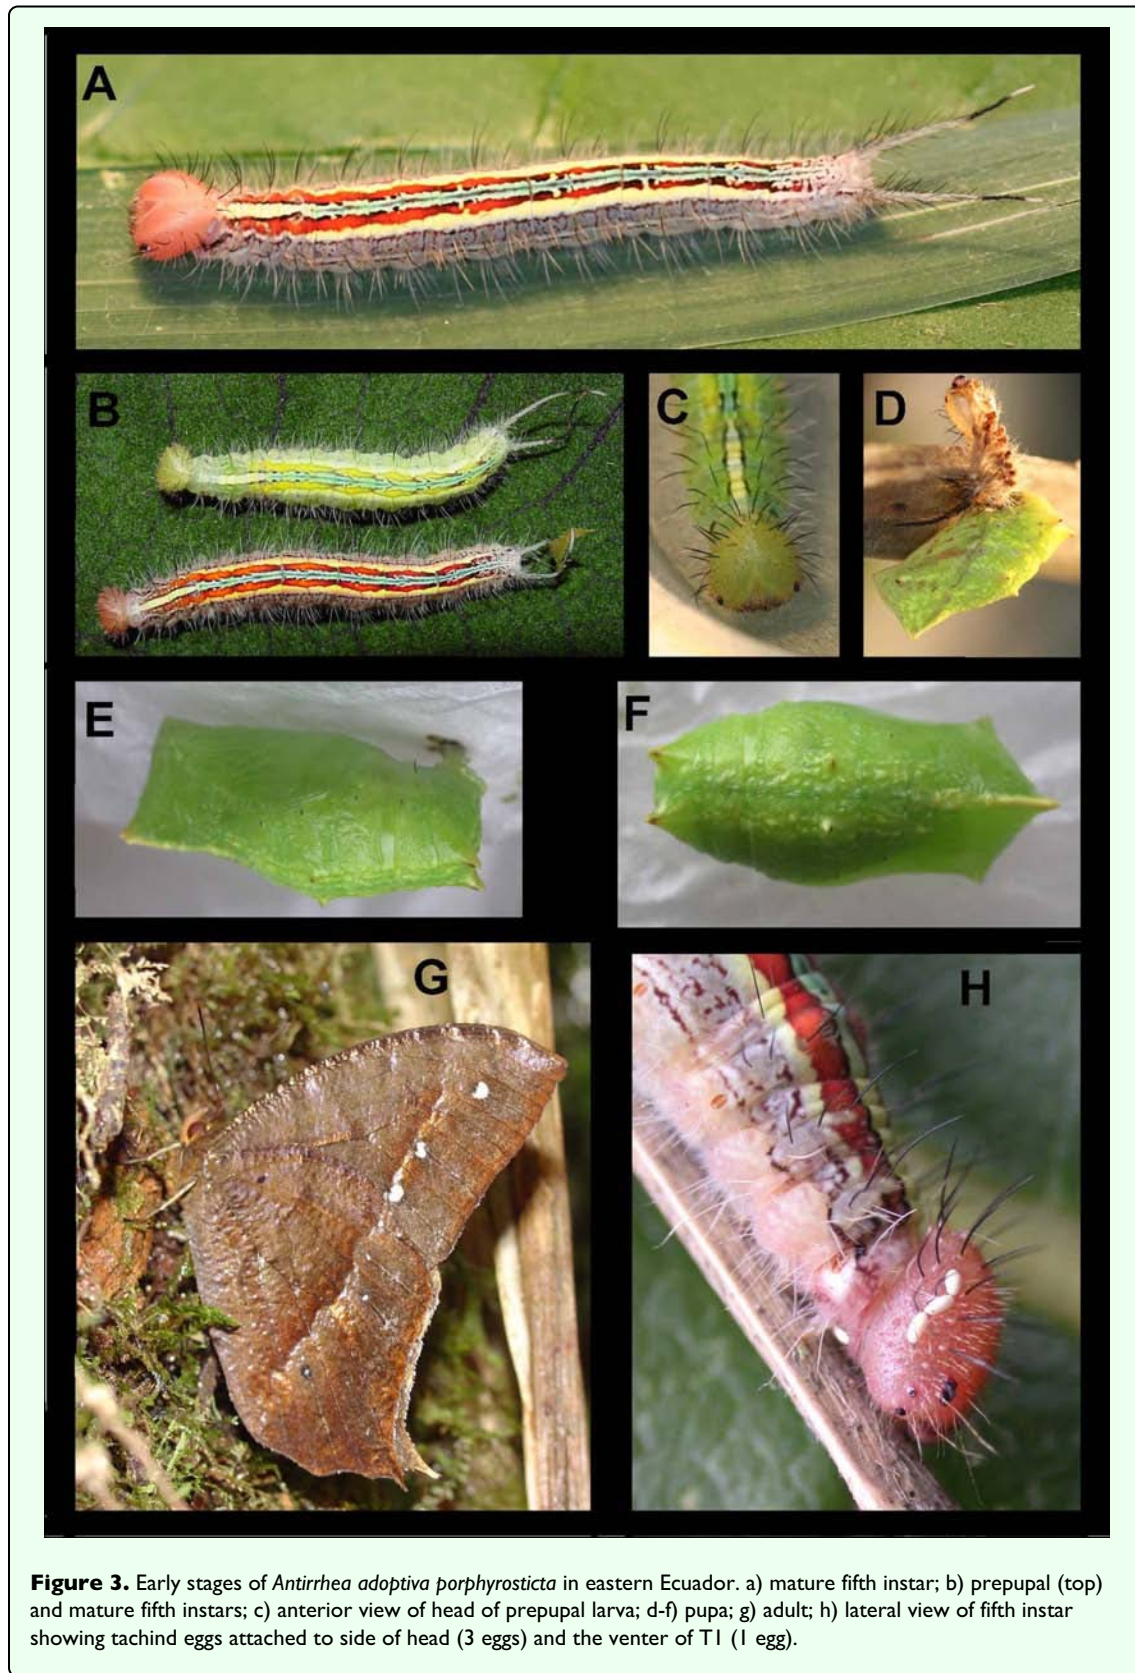 A
B
C
D
E
F
G
H
Figure 3. Early stages of Antirrhea adoptiva porphyrosticta in eastern Ecuador. a) mature fifth instar; b) prepupal (top)
and mature fifth instars; c) anterior view of head of prepupal larva; d-f) pupa; g) adult; h) lateral view of fifth instar
showing tachind eggs attached to side of head (3 eggs) and the venter of T1 (1 egg).